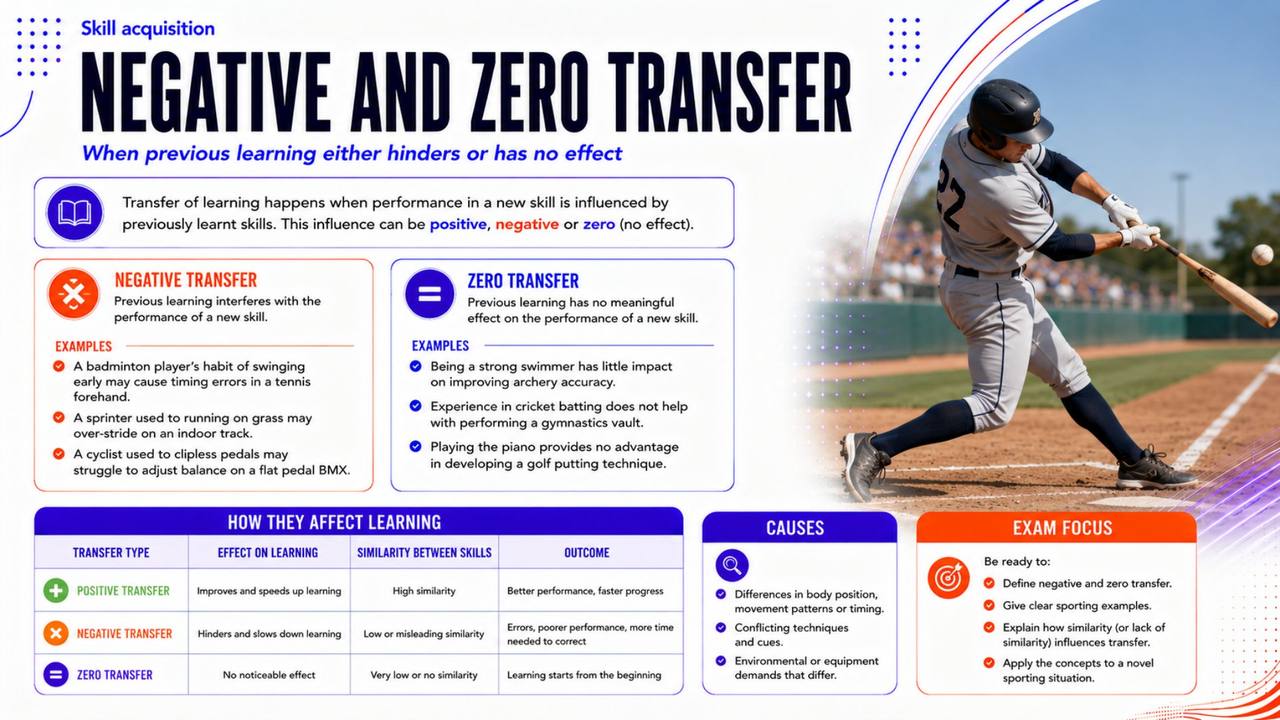 Skill acquisition
NEGATIVE AND ZERO TRANSFER
When previous learning either hinders or has no effect
Transfer of learning happens when performance in a new skill is influenced by
previously learnt skills. This influence can be positive, negative or zero (no effect).
NEGATIVE TRANSFER
Previous learning interferes with the
performance of a new skill.
EXAMPLES
A badminton player's habit of swinging
early may cause timing errors in a tennis
forehand.
A sprinter used to running on grass may
over-stride on an indoor track.
A cyclist used to clipless pedals may
struggle to adjust balance on a flat pedal BMX.
ZERO TRANSFER
Previous learning has no meaningful
effect on the performance of a new skill.
EXAMPLES
Being a strong swimmer has little impact
on improving archery accuracy.
Experience in cricket batting does not help
with performing a gymnastics vault.
Playing the piano provides no advantage
in developing a golf putting technique.
22
HOW THEY AFFECT LEARNING
TRANSFER TYPE EFFECT ON LEARNING SIMILARITY BETWEEN SKILLS OUTCOME
POSITIVE TRANSFER Improves and speeds up learning High similarity Better performance, faster progress
NEGATIVE TRANSFER Hinders and slows down learning Low or misleading similarity Errors, poorer performance, more time
needed to correct
ZERO TRANSFER No noticeable effect Very low or no similarity Learning starts from the beginning
CAUSES
Differences in body position,
movement patterns or timing.
Conflicting techniques
and cues.
Environmental or equipment
demands that differ.
EXAM FOCUS
Be ready to:
Define negative and zero transfer.
Give clear sporting examples.
Explain how similarity (or lack of
similarity) influences transfer.
Apply the concepts to a novel
sporting situation.